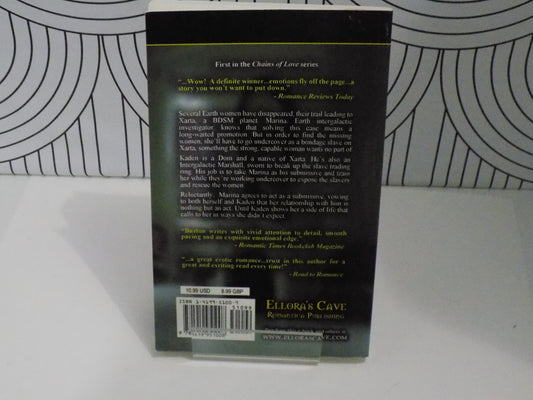 First in the Chains of Love series
"...Wow! A definite winner...emotions fly off the page...a
story you won't want to put down."
- Romance Reviews Today
Several Earth women have disappeared, their trail leading to
Xarta, a BDSM planet. Marina, Earth intergalactic
investigator, knows that solving this case means a
long-waited promotion. But in order to find the missing
women, she'll have to go undercover as a bondage slave on
Xarta, something the strong, capable woman wants no part of
Kaden is a Dom and a native of Xarta. He's also an
Intergalactic Marshall, sworn to break up the slave trading
ring. His job is to take Marina as his submissive and train
her while they're working undercover to expose the slavers
and rescue the women.
Reluctantly, Marina agrees to act as a submissive, vowing
to both herself and Kaden that her relationship with him is
nothing but an act. Until Kaden shows her a side of life that
calls to her in ways she didn't expect.
"Burton writes with vivid attention to detail, smooth
pacing and an exquisite emotional edge."
- Romantic Times Bookclub Magazine
"...a great erotic romance...trust in this author for a great
and exciting read every time!"
- Road to Romance
10.99 USD 6.99 GBP
ISBN 1-4199-5100-9
51099
ELLORA'S CAVE
ROMANTICA PUBLISHING
WWW.ELLORASCAVE.COM